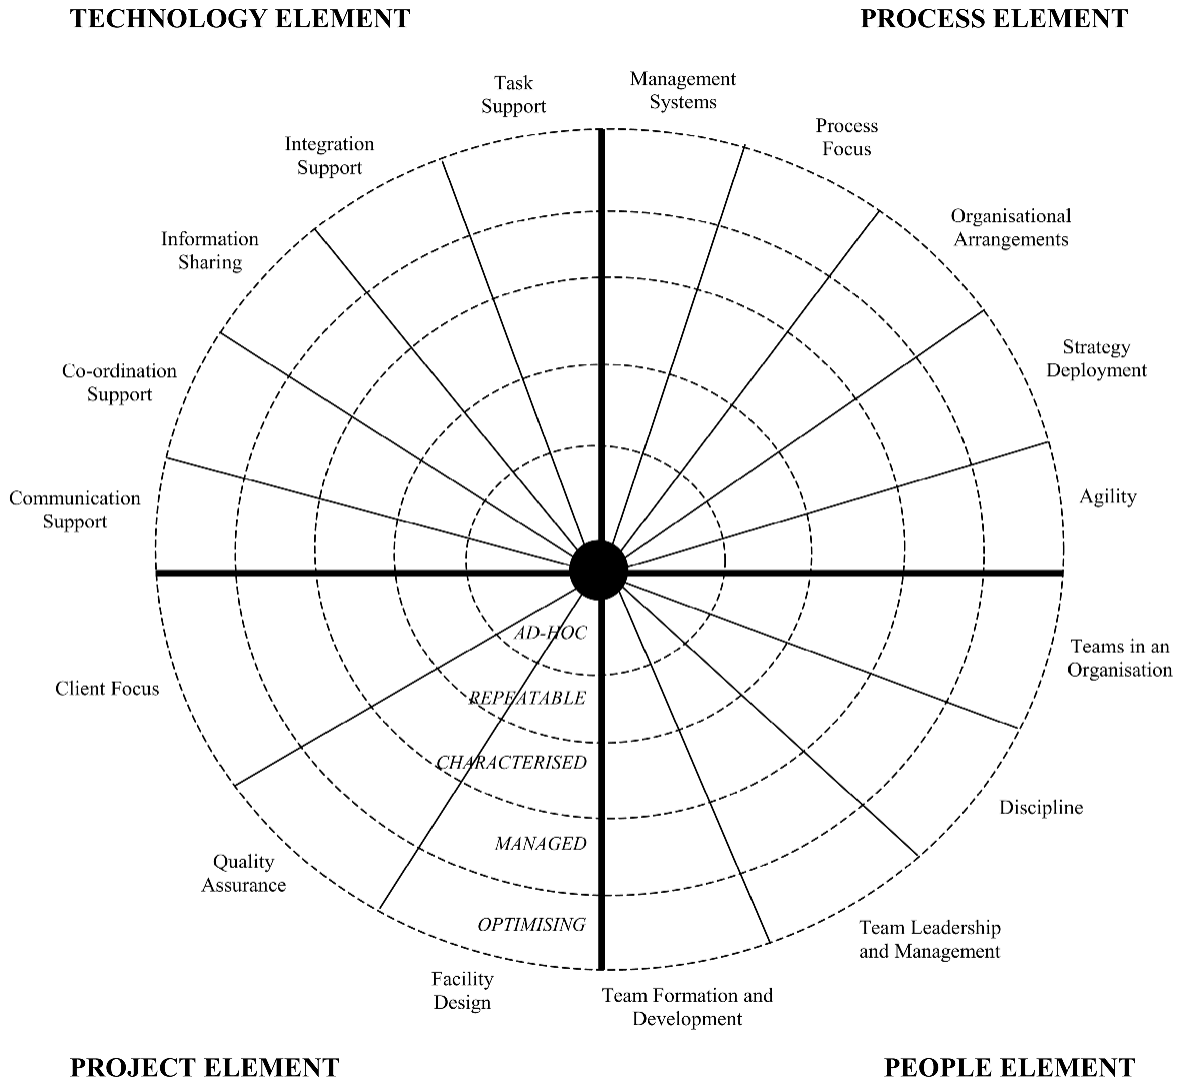 TECHNOLOGY ELEMENT
PROCESS ELEMENT
Task
Support
Management
Systems
Integration
Support
Process
Focus
Information
Sharing
Organisational
Arrangements
Co-ordination
Support
Strategy
Deployment
Communication
Support
Agility
AD-HOC
REPEATABLE
CHARACTERISED
MANAGED
OPTIMISING
Client Focus
Teams in an
Organisation
Quality
Assurance
Discipline
Facility
Design
Team Leadership
and Management
Team Formation and
Development
PROJECT ELEMENT
PEOPLE ELEMENT